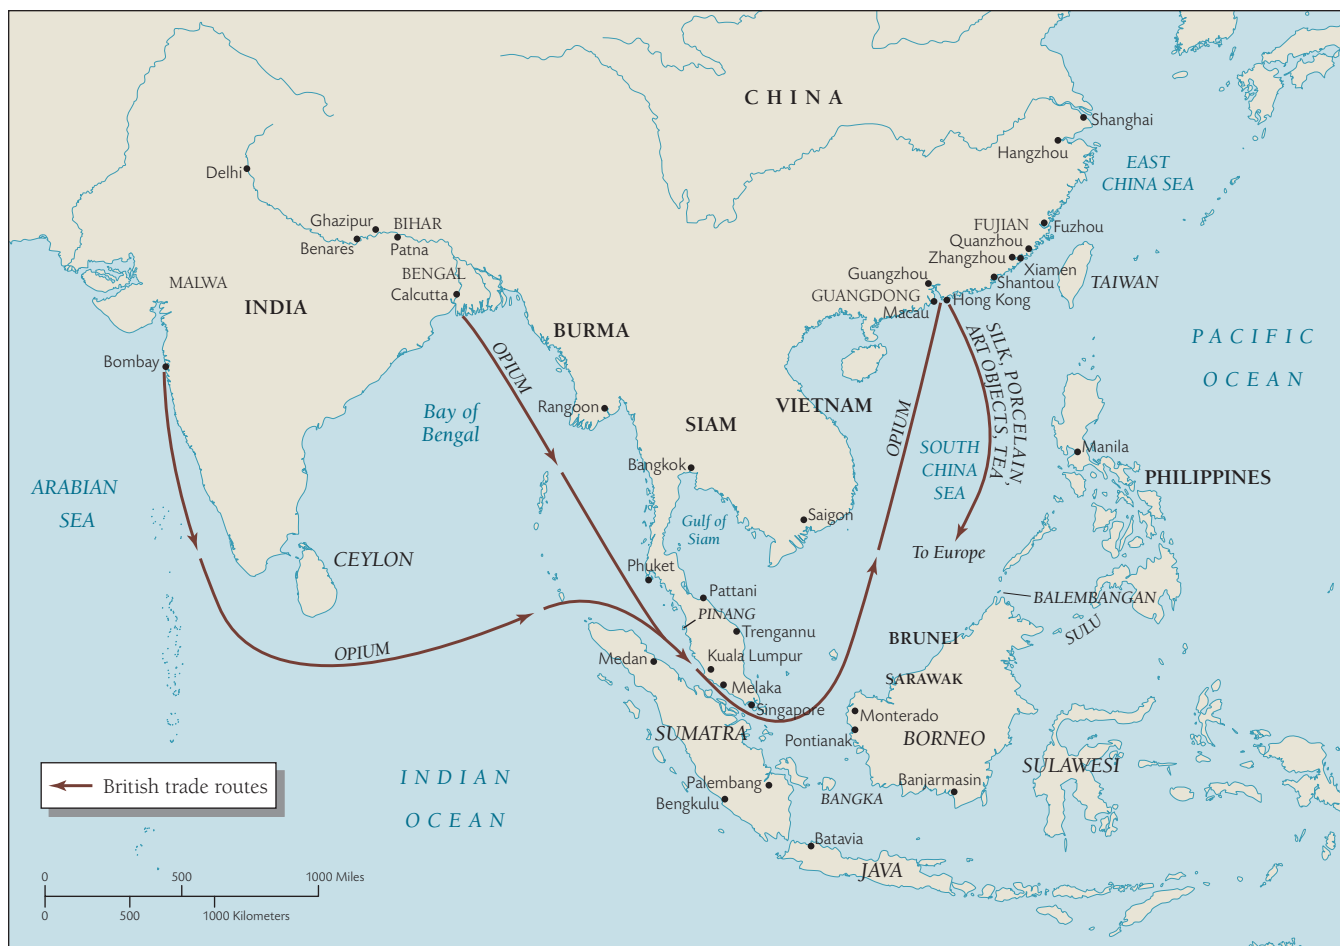 CHINA
Shanghai
Hangzhou
EAST
CHINA SEA
Delhi
Ghazipur
BIHAR
Benares
Patna
FUJIAN
Fuzhou
Quanzhou
Zhangzhou
Xiamen
Shantou
TAIWAN
MALWA
BENGAL
Calcutta
INDIA
Guangzhou
GUANGDONG
Macau
Hong Kong
BURMA
PACIFIC
OCEAN
Bombay
OPIUM
SILK, PORCELAIN,
ART OBJECTS, TEA
Bay of
Bengal
Rangoon
SIAM
VIETNAM
OPIUM
SOUTH
CHINA
SEA
Manila
PHILIPPINES
Bangkok
ARABIAN
SEA
Gulf of
Siam
Saigon
To Europe
CEYLON
Phuket
Pattani
PINANG
BALEMBANGAN
Trengannu
BRUNEI
SULU
OPIUM
Medan
Kuala Lumpur
SARAWAK
Melaka
Singapore
Monterado
SUMATRA
Pontianak
BORNEO
SULAWESI
INDIAN
OCEAN
Palembang
Bengkulu
BANGKA
Banjarmasin
British trade routes
Batavia
JAVA
0 500 1000 Miles
0 500 1000 Kilometers